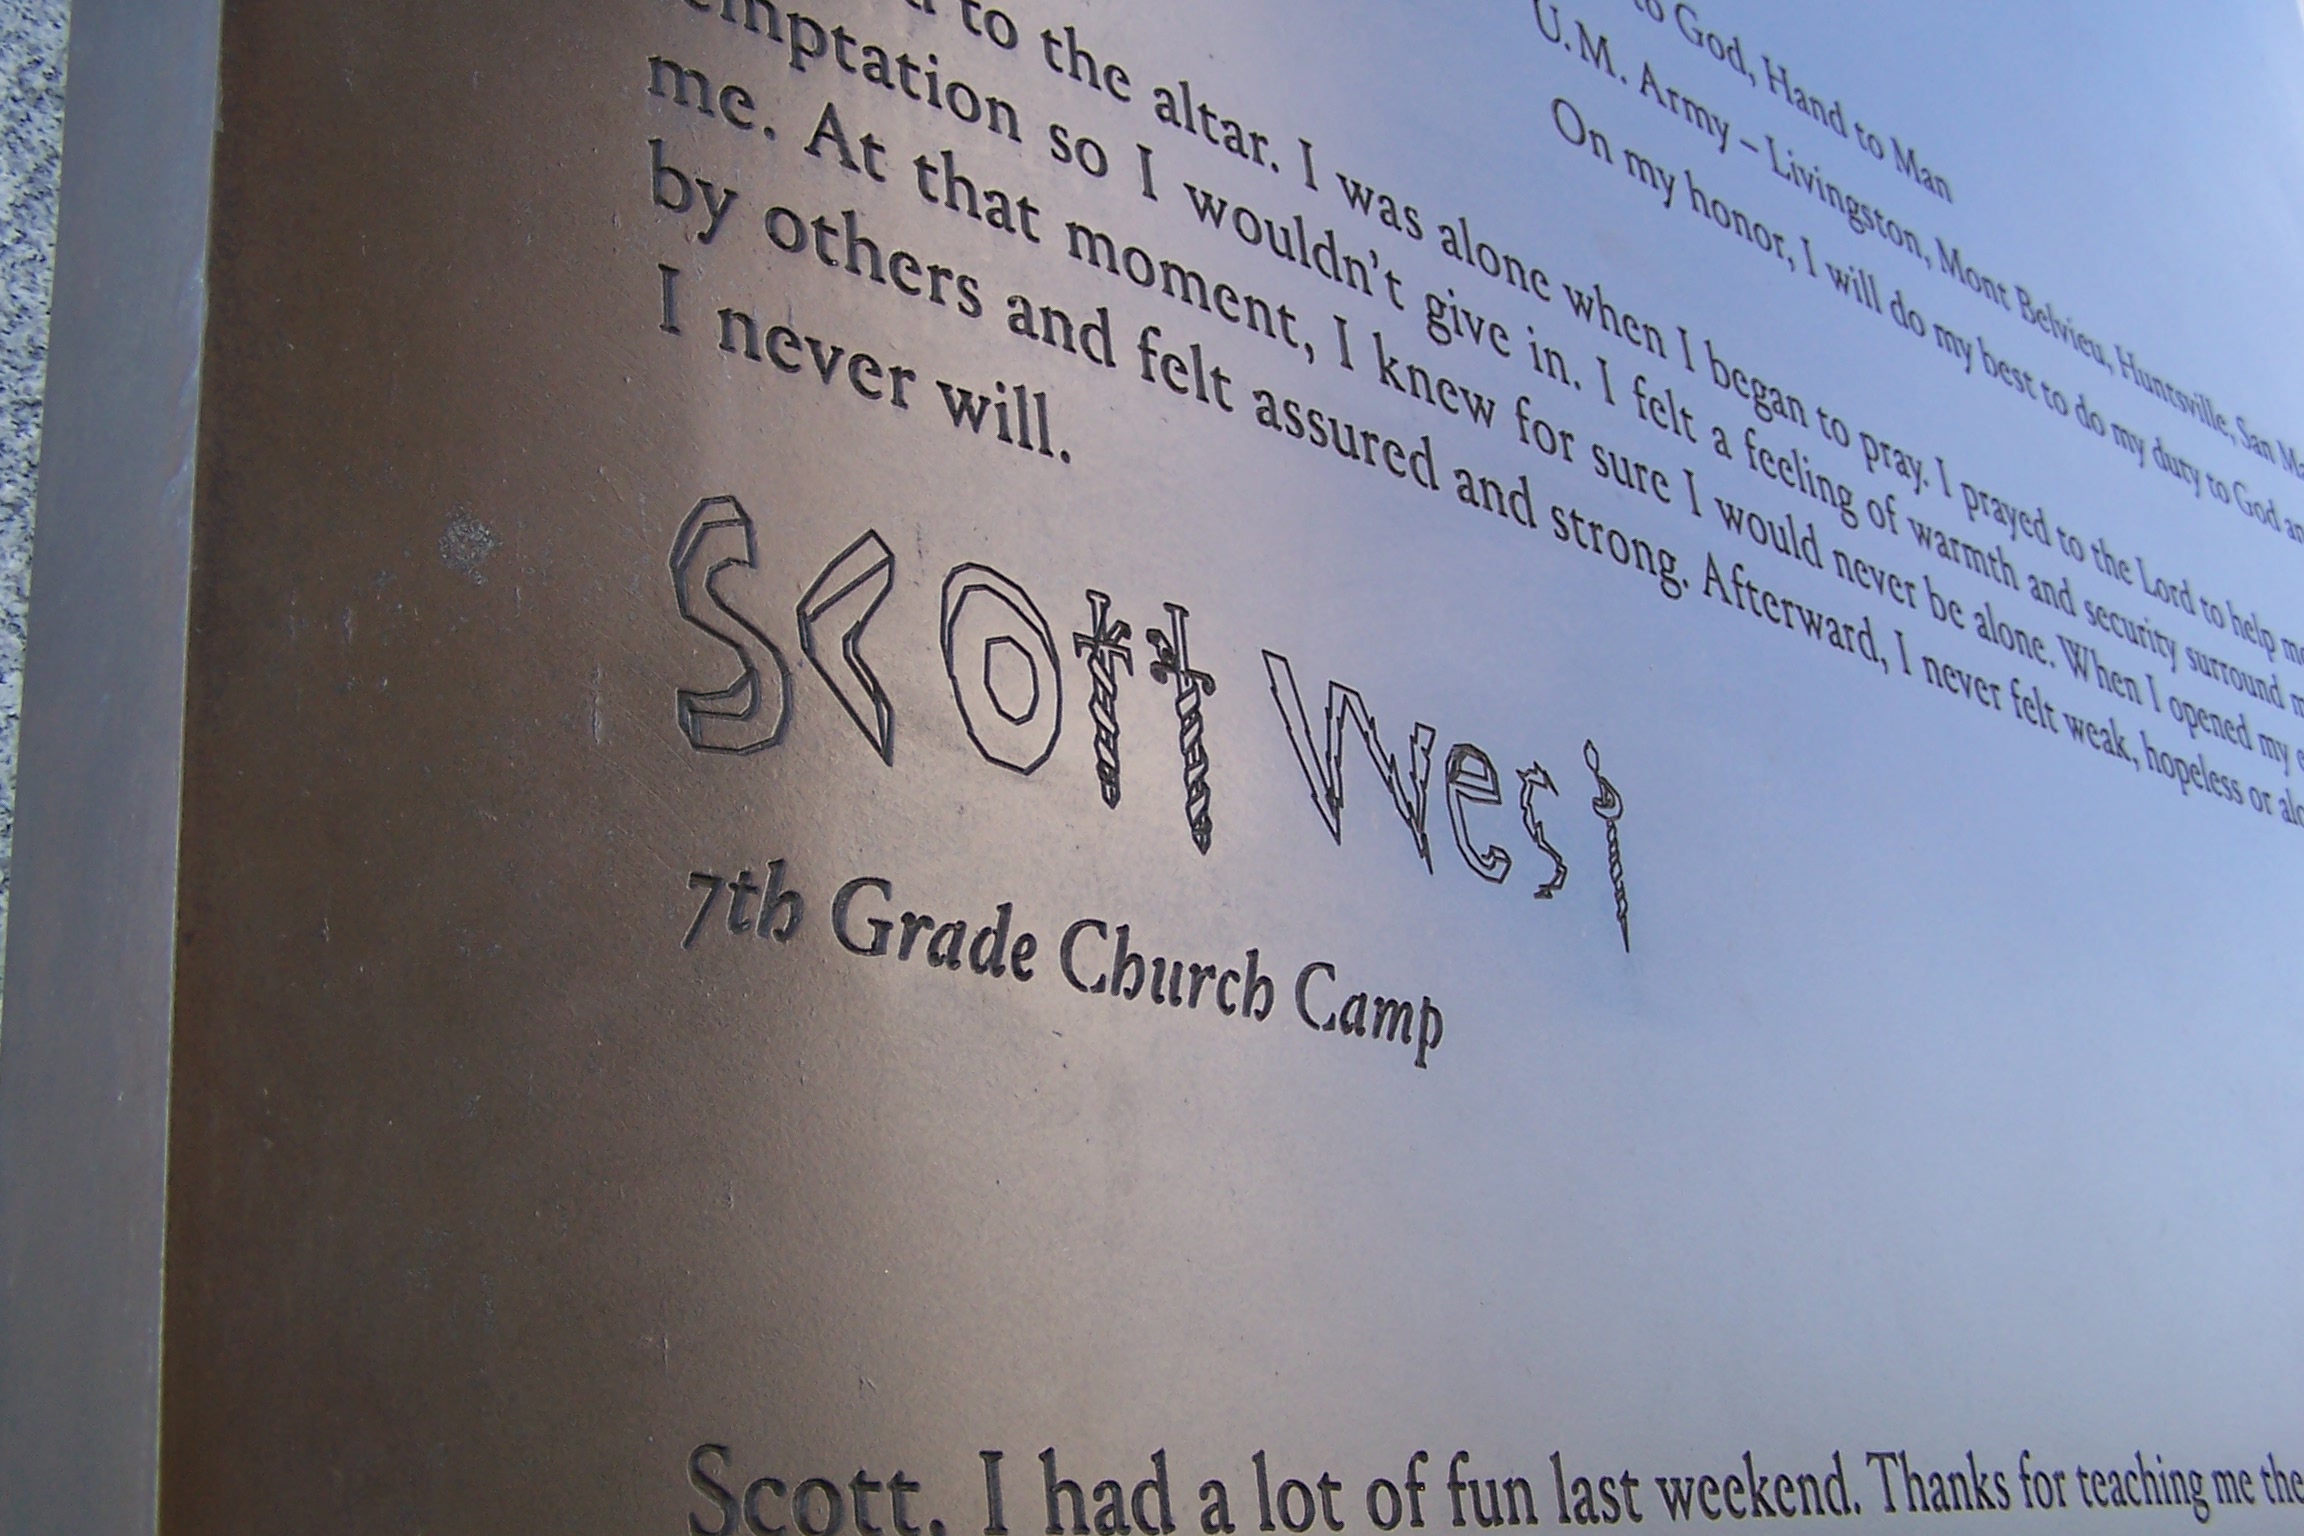 to the altar. I was alone when I began to pray. I prayed to the Lord to help me
temptation so I wouldn't give in. I felt a feeling of warmth and security surround
me. At that moment, I knew for sure I would never be alone. When I opened my
by others and felt assured and strong. Afterward, I never felt weak, hopeless or
I never will.
Scott West
7th Grade Church Camp
Scott. I had a lot of fun last weekend. Thanks for teaching me the
to God, Hand to Man
U.M. Army – Livingston, Mont Belvieu, Huntsville, San
On my honor, I will do my best to do my duty to God